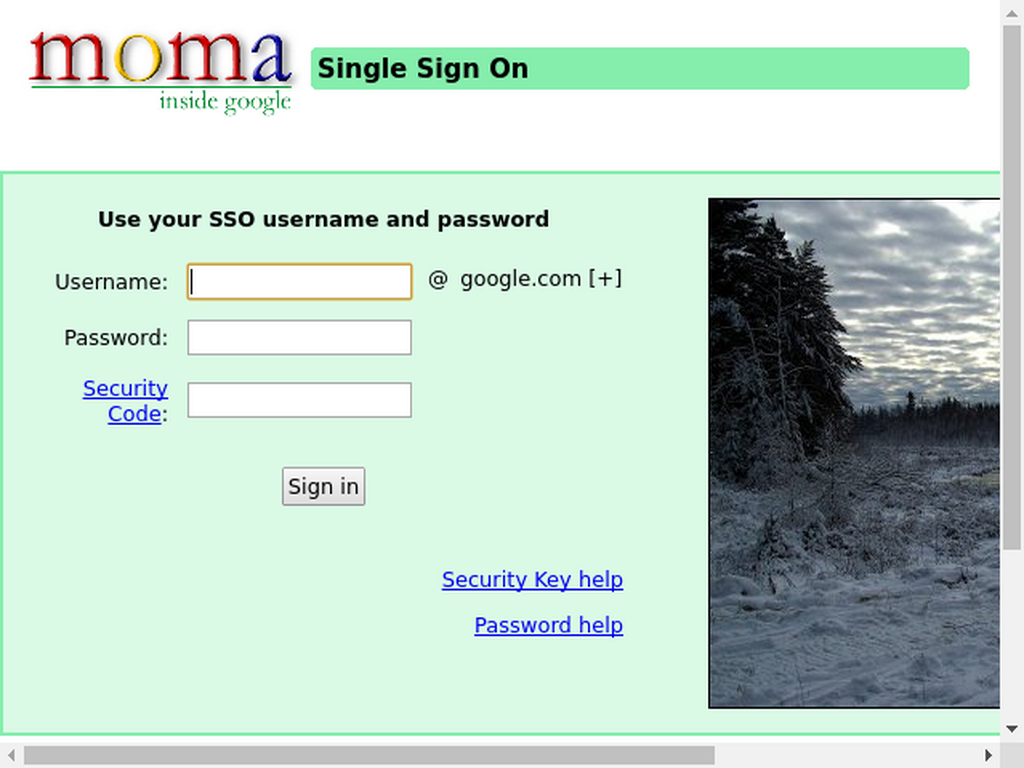 moma
inside google
Single Sign On
Use your SSO username and password
Username:
@ google.com [+]
Password:
Security
Code:
Sign in
Security Key help
Password help